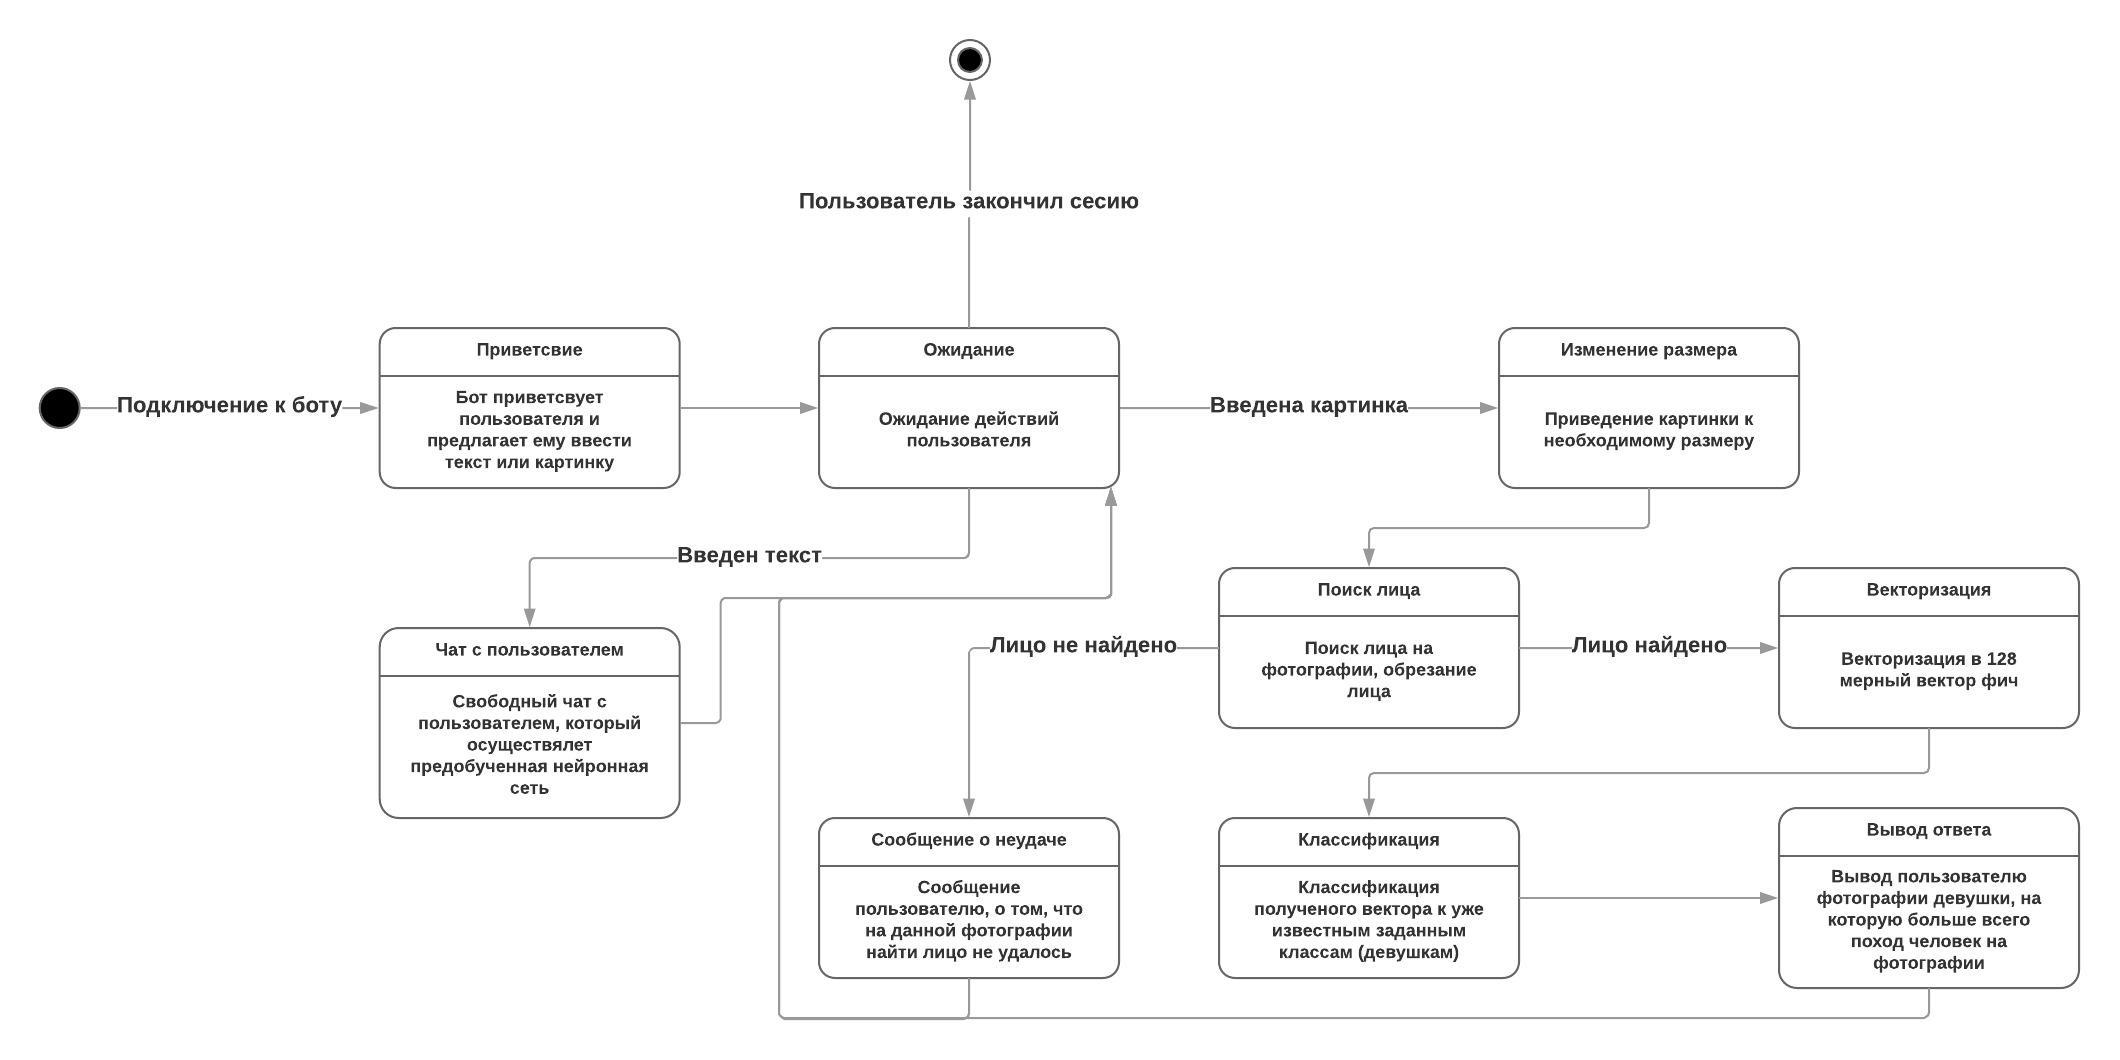 Пользователь закончил сесию
Подключение к боту
Приветсвие
Бот приветсвует
пользователя и
предлагает ему ввести
текст или картинку
Ожидание
Ожидание действий
пользователя
Введена картинка
Изменение размера
Приведение картинки к
необходимому размеру
Введен текст
Чат с пользователем
Свободный чат с
пользователем, который
осуществялет
предобученная нейронная
сеть
Лицо не найдено
Поиск лица
Поиск лица на
фотографии, обрезание
лица
Лицо найдено
Векторизация
Векторизация в 128
мерный вектор фич
Сообщение о неудаче
Сообщение
пользователю, о том, что
на данной фотографии
найти лицо не удалось
Классификация
Классификация
полученого вектора к уже
известным заданным
классам (девушкам)
Вывод ответа
Вывод пользователю
фотографии девушки, на
которую больше всего
поход человек на
фотографии